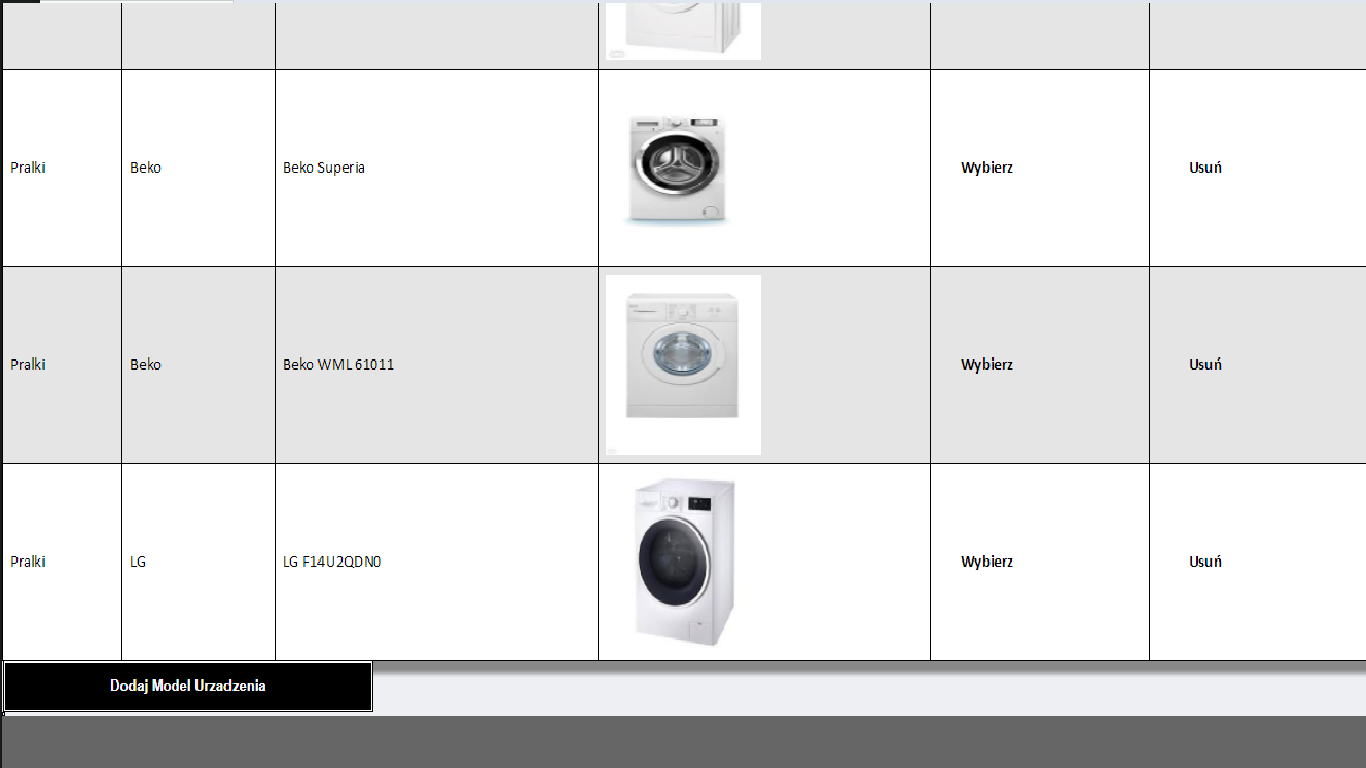 Pralki Beko Beko Superia Wybierz Usuń
Pralki Beko Beko WML 61011 Wybierz Usuń
Pralki LG LG F14U2QDN0 Wybierz Usuń
Dodaj Model Urzadzenia